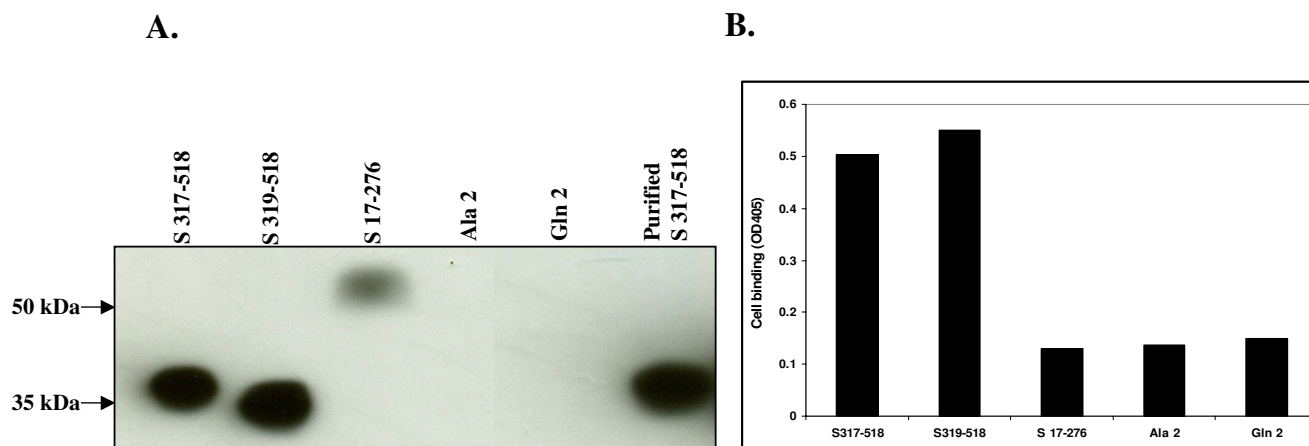 A.
S 317-518
S 319-518
S 17-276
Ala 2
Gln 2
Purified
S 317-518
50 kDa
35 kDa
B.
Cell binding (OD405)
0.6
0.5
0.4
0.3
0.2
0.1
0
S317-518
S319-518
S 17-276
Ala 2
Gln 2